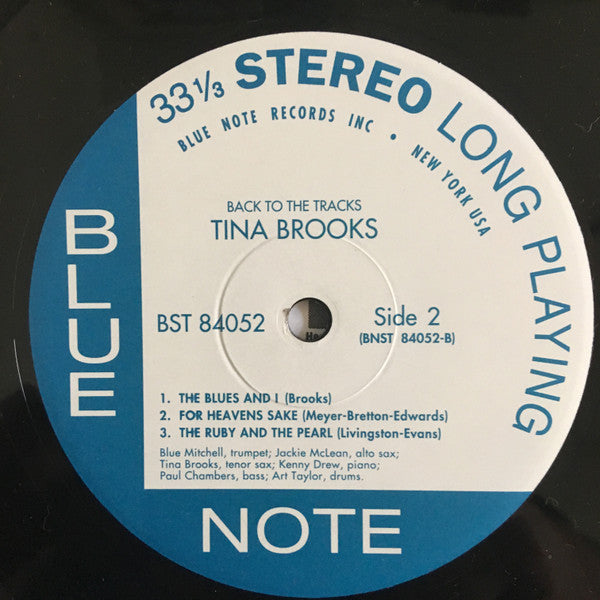 33⅓ STEREO LONG PLAYING
BLUE NOTE RECORDS INC • NEW YORK USA
BACK TO THE TRACKS
TINA BROOKS
BST 84052
Side 2
(BNST 84052-B)
1. THE BLUES AND I (Brooks)
2. FOR HEAVENS SAKE (Meyer-Bretton-Edwards)
3. THE RUBY AND THE PEARL (Livingston-Evans)
Blue Mitchell, trumpet; Jackie McLean, alto sax;
Tina Brooks, tenor sax; Kenny Drew, piano;
Paul Chambers, bass; Art Taylor, drums.
BLUE
NOTE